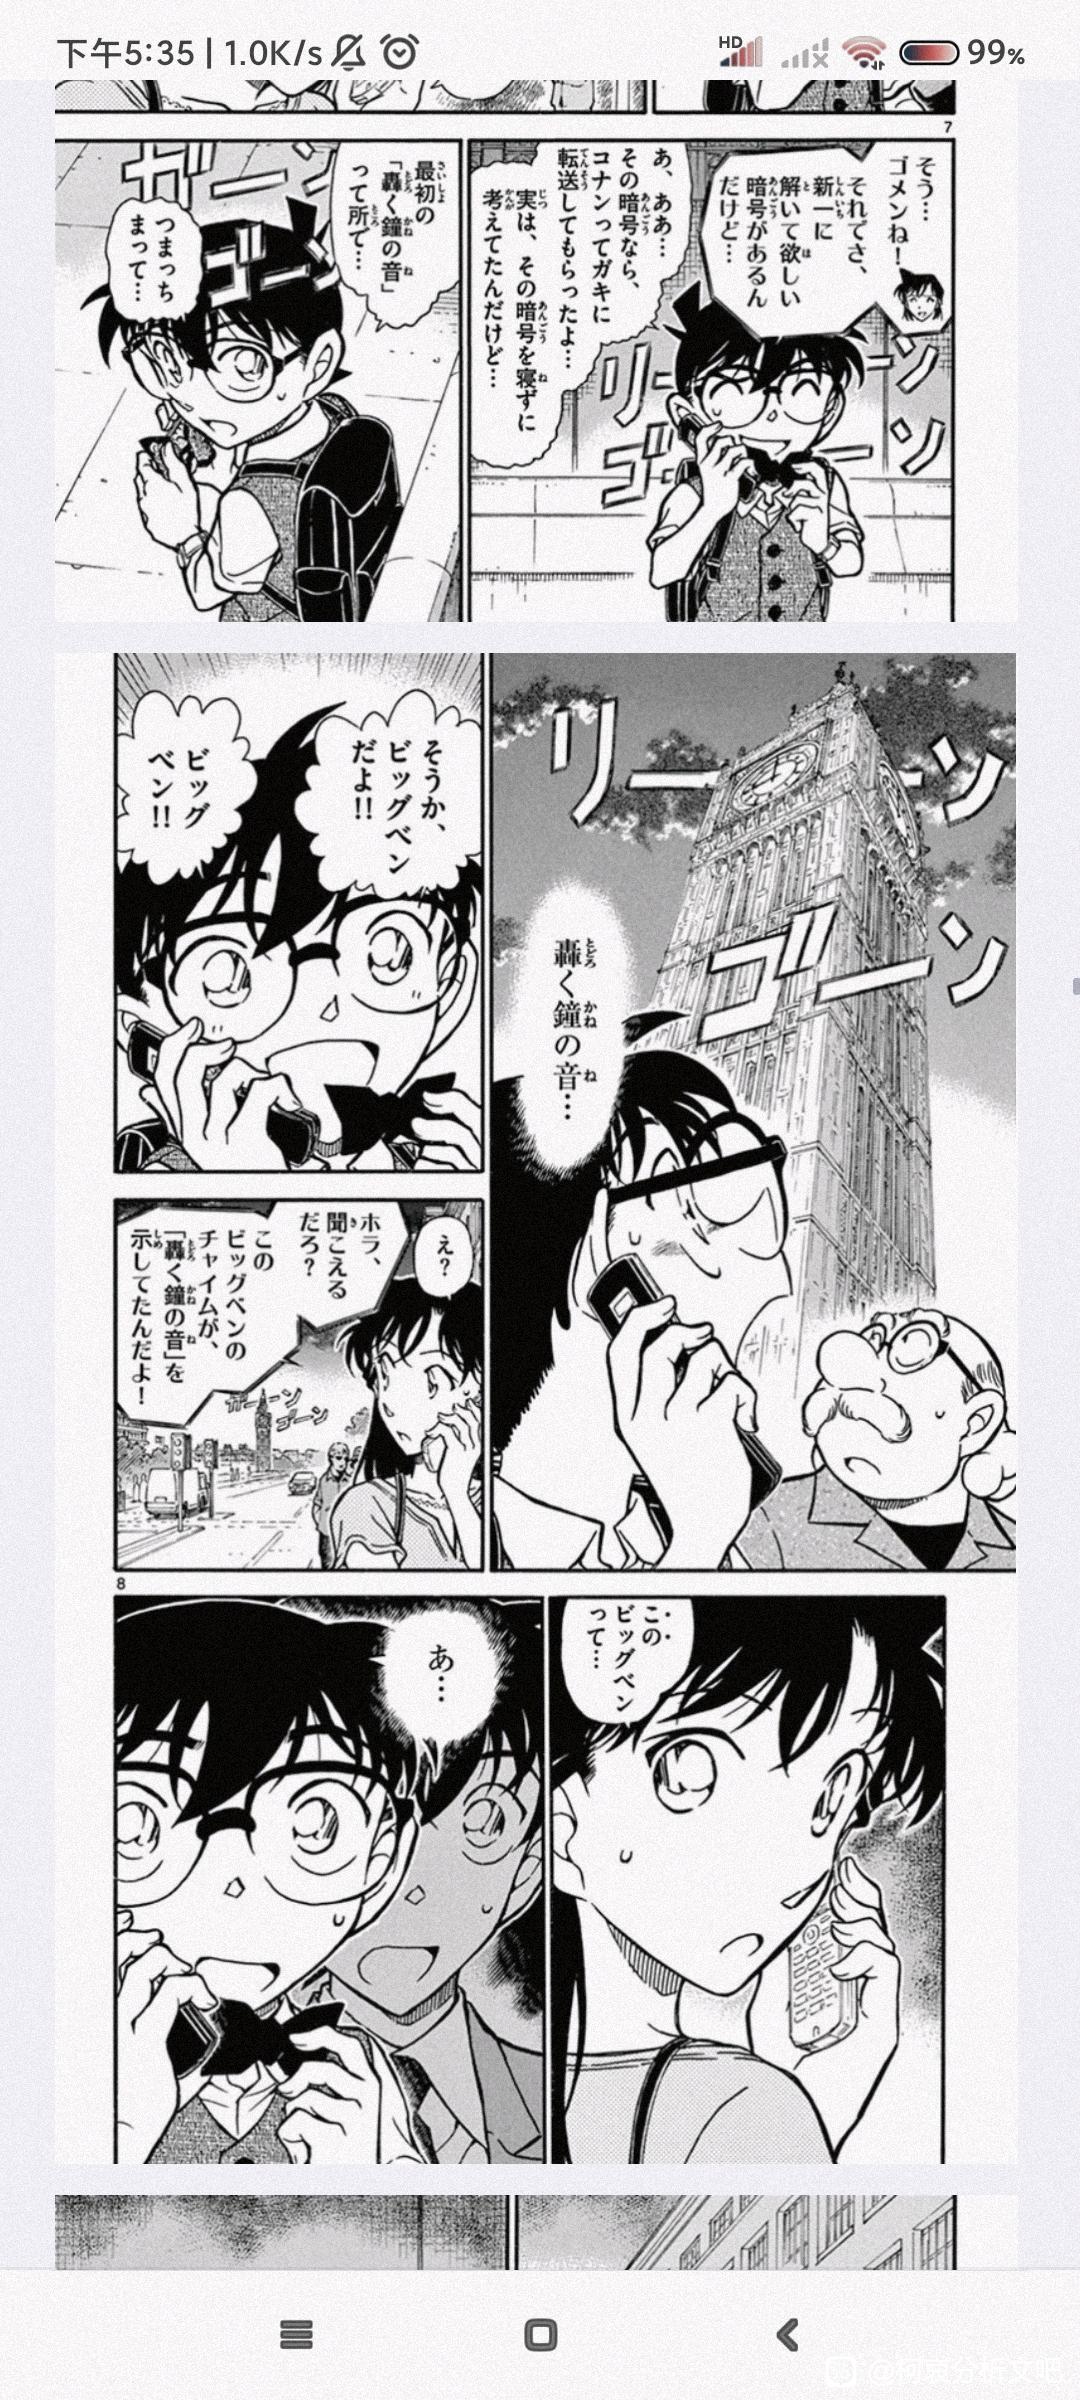 下午5:35 | 1.0K/s
HD
99%
7
そう…
ゴメンね!
それでさ、
新一に
解いて欲しい
暗号があるん
だけど…
あ、ああ…
その暗号なら、
コナンってガキに
転送してもらったよ…
実は、その暗号を寝ずに
考えてたんだけど…
リーン
ゴーン
最初の
「轟く鐘の音」
って所で…
つまっち
まって…
ガーン
ゴーン
リーーン
ゴーン
轟く鐘の音…
そうか、
ビッグベン
だよ!!
ビッグ
ベン!!
え?
ホラ、
聞こえる
だろ?
この
ビッグベンの
チャイムが、
「轟く鐘の音」を
示してたんだよ!
ガーーン
ゴーン
8
この
ビッグベン
って…
あ…